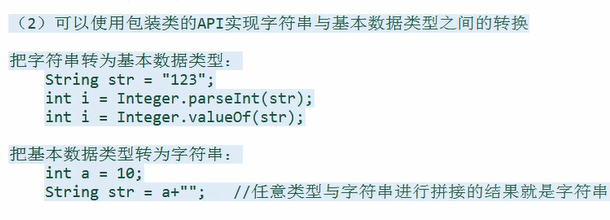 （2）可以使用包装类的API实现字符串与基本数据类型之间的转换
把字符串转为基本数据类型：
String str = "123";
int i = Integer.parseInt(str);
int i = Integer.valueOf(str);
把基本数据类型转为字符串：
int a = 10;
String str = a+""; //任意类型与字符串进行拼接的结果就是字符串